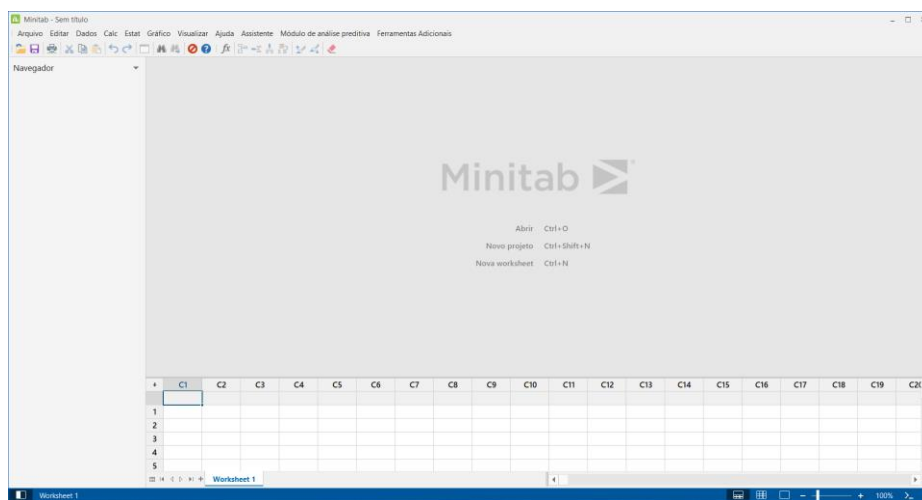 Minitab - Sem título
Arquivo Editar Dados Calc Estat Gráfico Visualizar Ajuda Assistente Módulo de análise preditiva Ferramentas Adicionais
fx
Navegador
Minitab
Abrir Ctrl+O
Novo projeto Ctrl+Shift+N
Nova worksheet Ctrl+N
C1 C2 C3 C4 C5 C6 C7 C8 C9 C10 C11 C12 C13 C14 C15 C16 C17 C18 C19 C20
1
2
3
4
5
Worksheet 1
Worksheet 1 100%